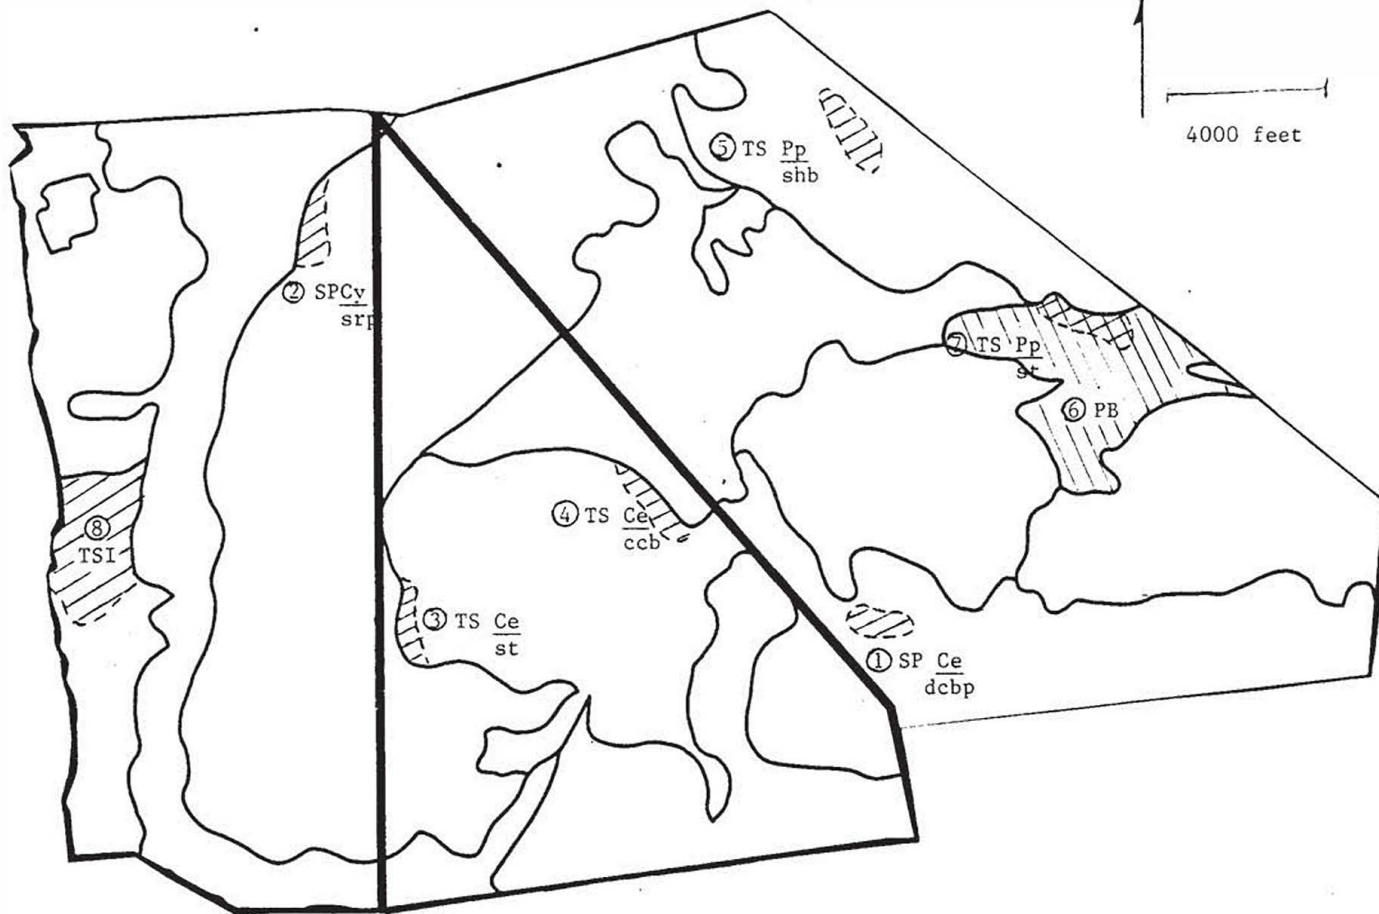 4000 feet
⑤ TS Pp
shb
② SPCy
srp
⑦ TS Pp
st
⑥ PB
④ TS Ce
ccb
⑧
TSI
③ TS Ce
st
① SP Ce
dcbp